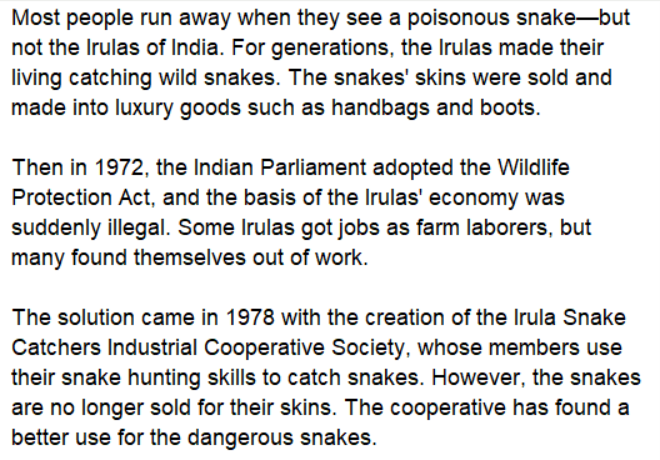 Most people run away when they see a poisonous snake—but
not the Irulas of India. For generations, the Irulas made their
living catching wild snakes. The snakes' skins were sold and
made into luxury goods such as handbags and boots.
Then in 1972, the Indian Parliament adopted the Wildlife
Protection Act, and the basis of the Irulas' economy was
suddenly illegal. Some Irulas got jobs as farm laborers, but
many found themselves out of work.
The solution came in 1978 with the creation of the Irula Snake
Catchers Industrial Cooperative Society, whose members use
their snake hunting skills to catch snakes. However, the snakes
are no longer sold for their skins. The cooperative has found a
better use for the dangerous snakes.